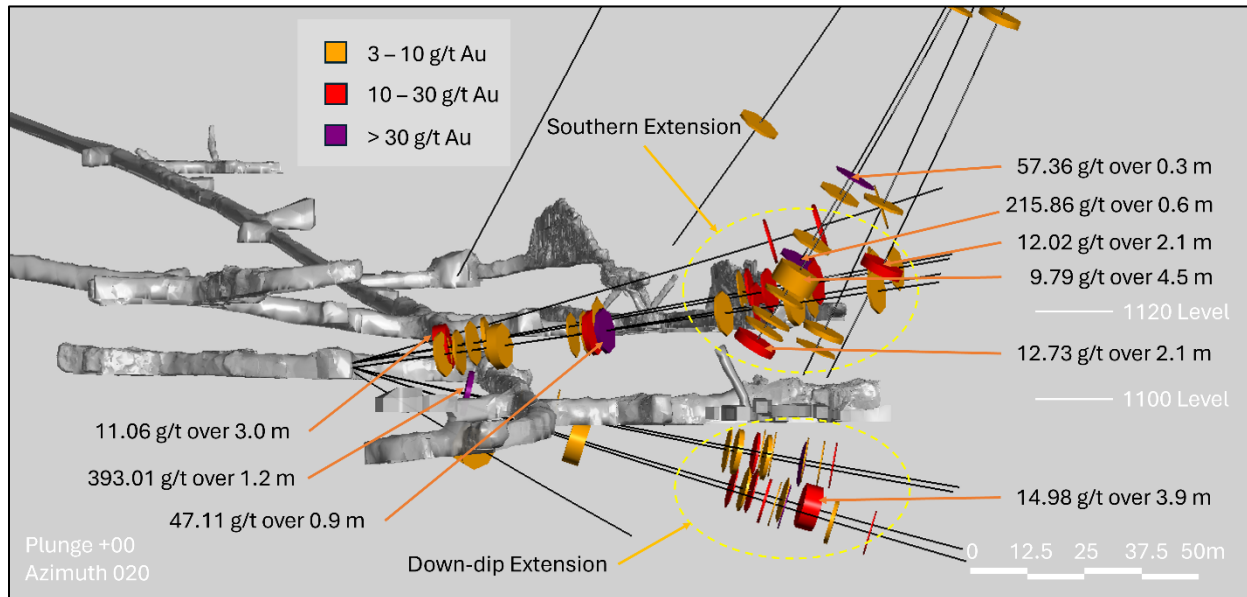 3 – 10 g/t Au
10 – 30 g/t Au
> 30 g/t Au
Southern Extension
57.36 g/t over 0.3 m
215.86 g/t over 0.6 m
12.02 g/t over 2.1 m
9.79 g/t over 4.5 m
1120 Level
12.73 g/t over 2.1 m
1100 Level
11.06 g/t over 3.0 m
393.01 g/t over 1.2 m
47.11 g/t over 0.9 m
14.98 g/t over 3.9 m
Plunge +00
Azimuth 020
Down-dip Extension
0 12.5 25 37.5 50m